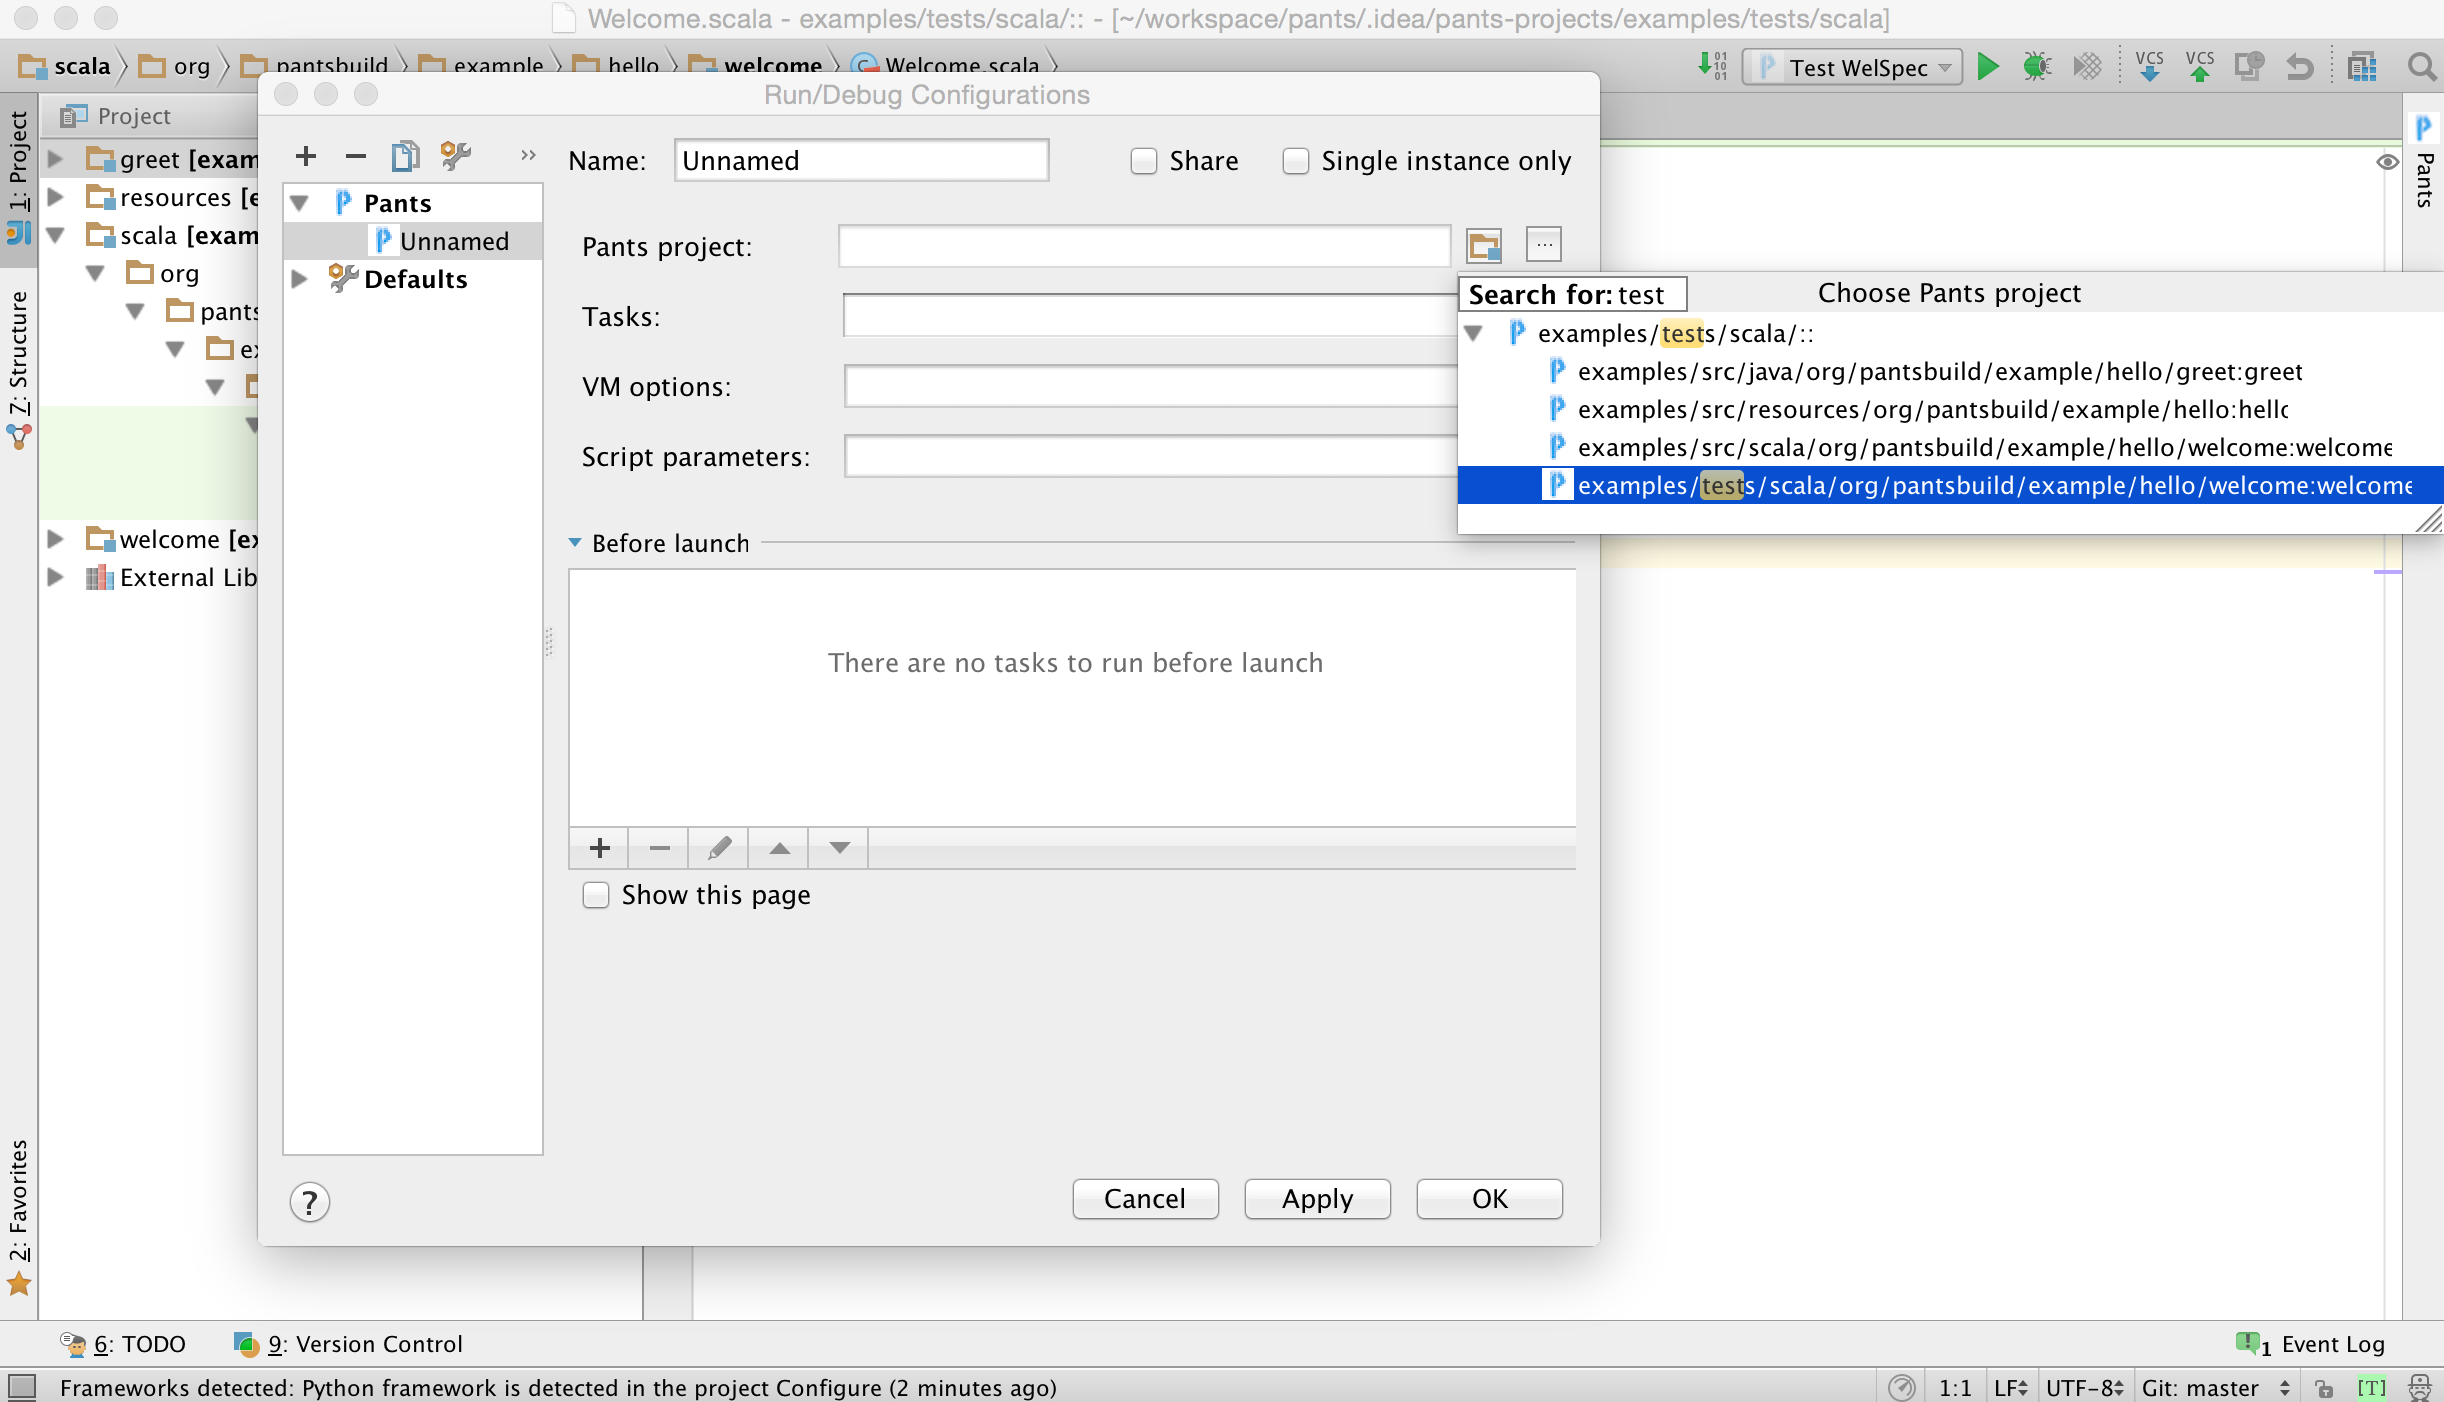 Welcome.scala - examples/tests/scala/:: - [~/workspace/pants/.idea/pants-projects/examples/tests/scala]
scala org pantsbuild example hello welcome Welcome.scala
Test WelSpec
VCS VCS
Run/Debug Configurations
1: Project
7: Structure
2: Favorites
Project
greet [exam
resources [e
scala [exam
org
pants
ex
welcome [ex
External Lib
Pants
Unnamed
Defaults
Name: Unnamed
Share
Single instance only
Pants project:
Tasks:
VM options:
Script parameters:
Search for: test
Choose Pants project
examples/tests/scala/::
examples/src/java/org/pantsbuild/example/hello/greet:greet
examples/src/resources/org/pantsbuild/example/hello:hello
examples/src/scala/org/pantsbuild/example/hello/welcome:welcome
examples/tests/scala/org/pantsbuild/example/hello/welcome:welcome
Before launch
There are no tasks to run before launch
Show this page
?
Cancel
Apply
OK
Pants
6: TODO
9: Version Control
1 Event Log
Frameworks detected: Python framework is detected in the project Configure (2 minutes ago)
1:1
LF
UTF-8
Git: master
[T]